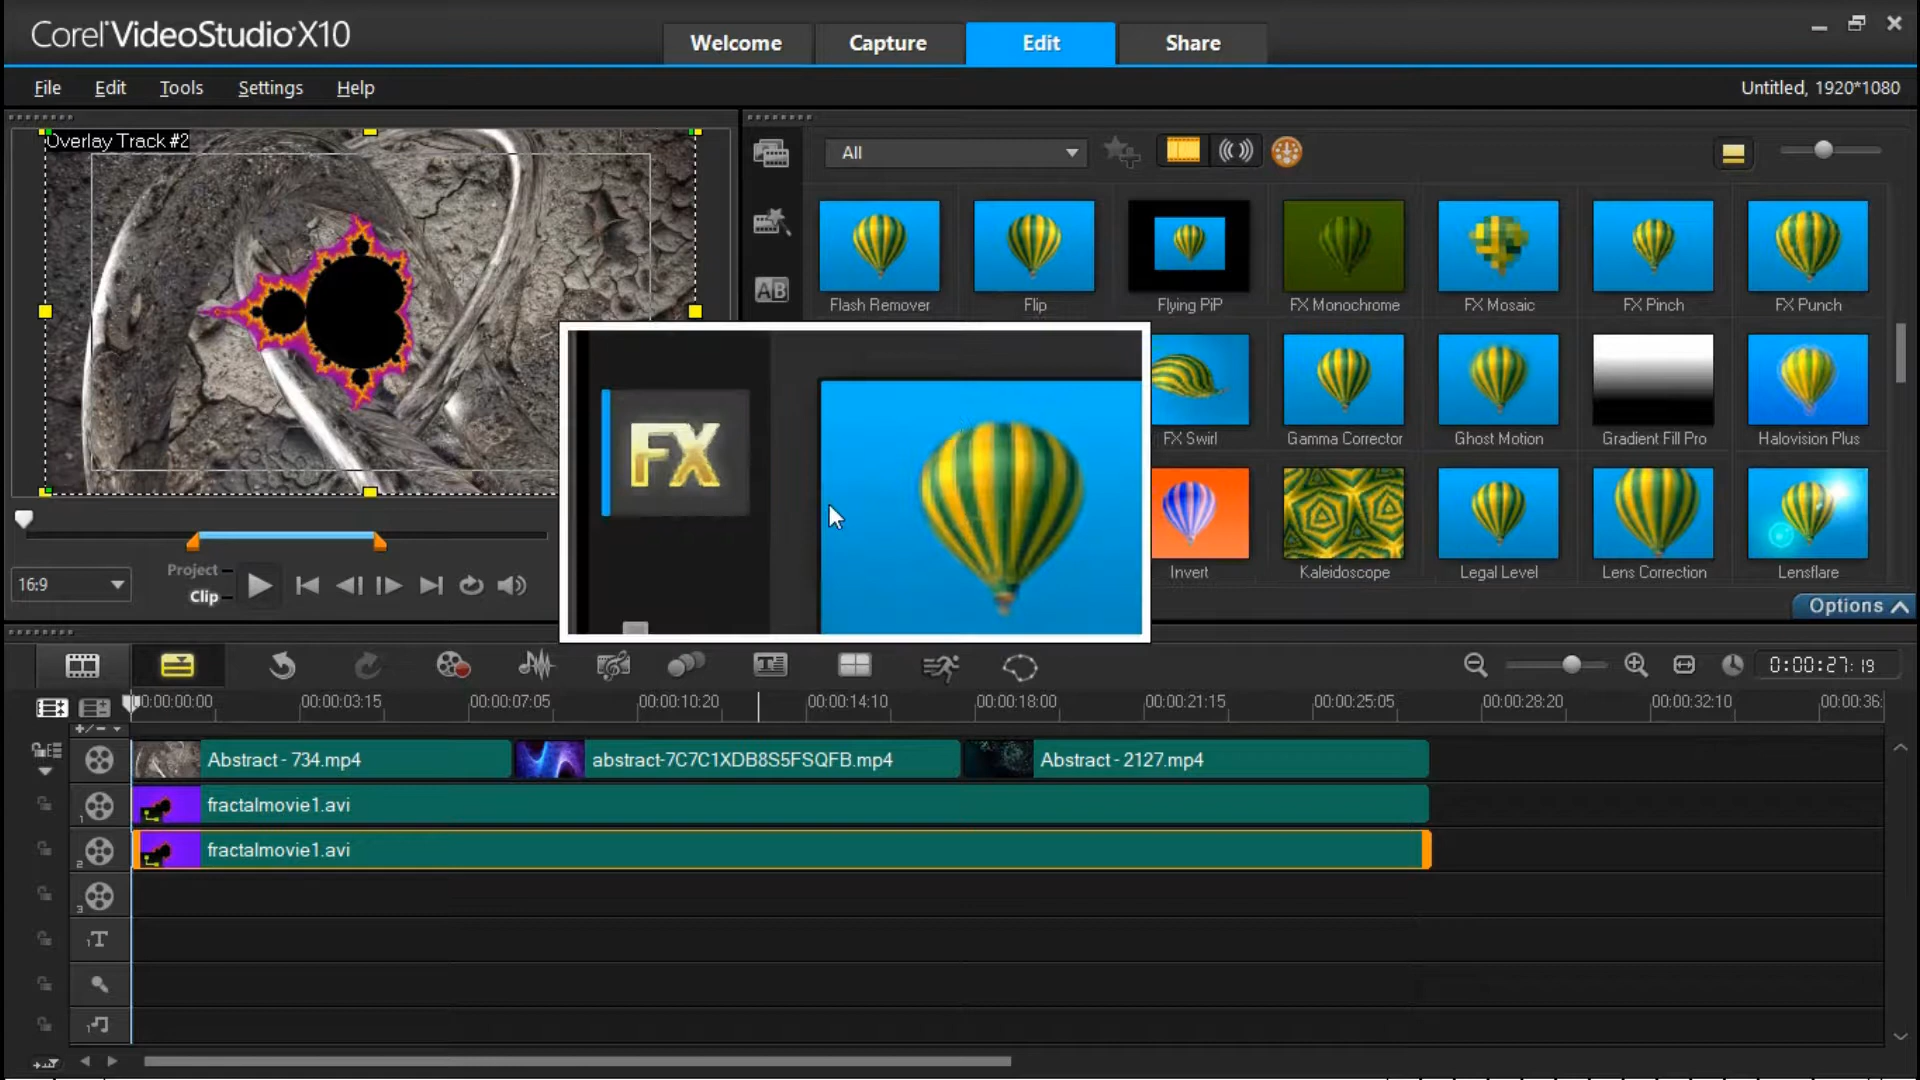 Corel VideoStudio X10
Welcome
Capture
Edit
Share
File
Edit
Tools
Settings
Help
Untitled, 1920*1080
Overlay Track #2
All
AB
Flash Remover
Flip
Flying PiP
FX Monochrome
FX Mosaic
FX Pinch
FX Punch
FX
FX Swirl
Gamma Corrector
Ghost Motion
Gradient Fill Pro
Halovision Plus
Invert
Kaleidoscope
Legal Level
Lens Correction
Lensflare
16:9
Project
Clip
Options
0:00:27:19
00:00:00:00
00:00:03:15
00:00:07:05
00:00:10:20
00:00:14:10
00:00:18:00
00:00:21:15
00:00:25:05
00:00:28:20
00:00:32:10
00:00:36:
Abstract - 734.mp4
abstract-7C7C1XDB8S5FSQFB.mp4
Abstract - 2127.mp4
1
fractalmovie1.avi
2
fractalmovie1.avi
3
1T
1